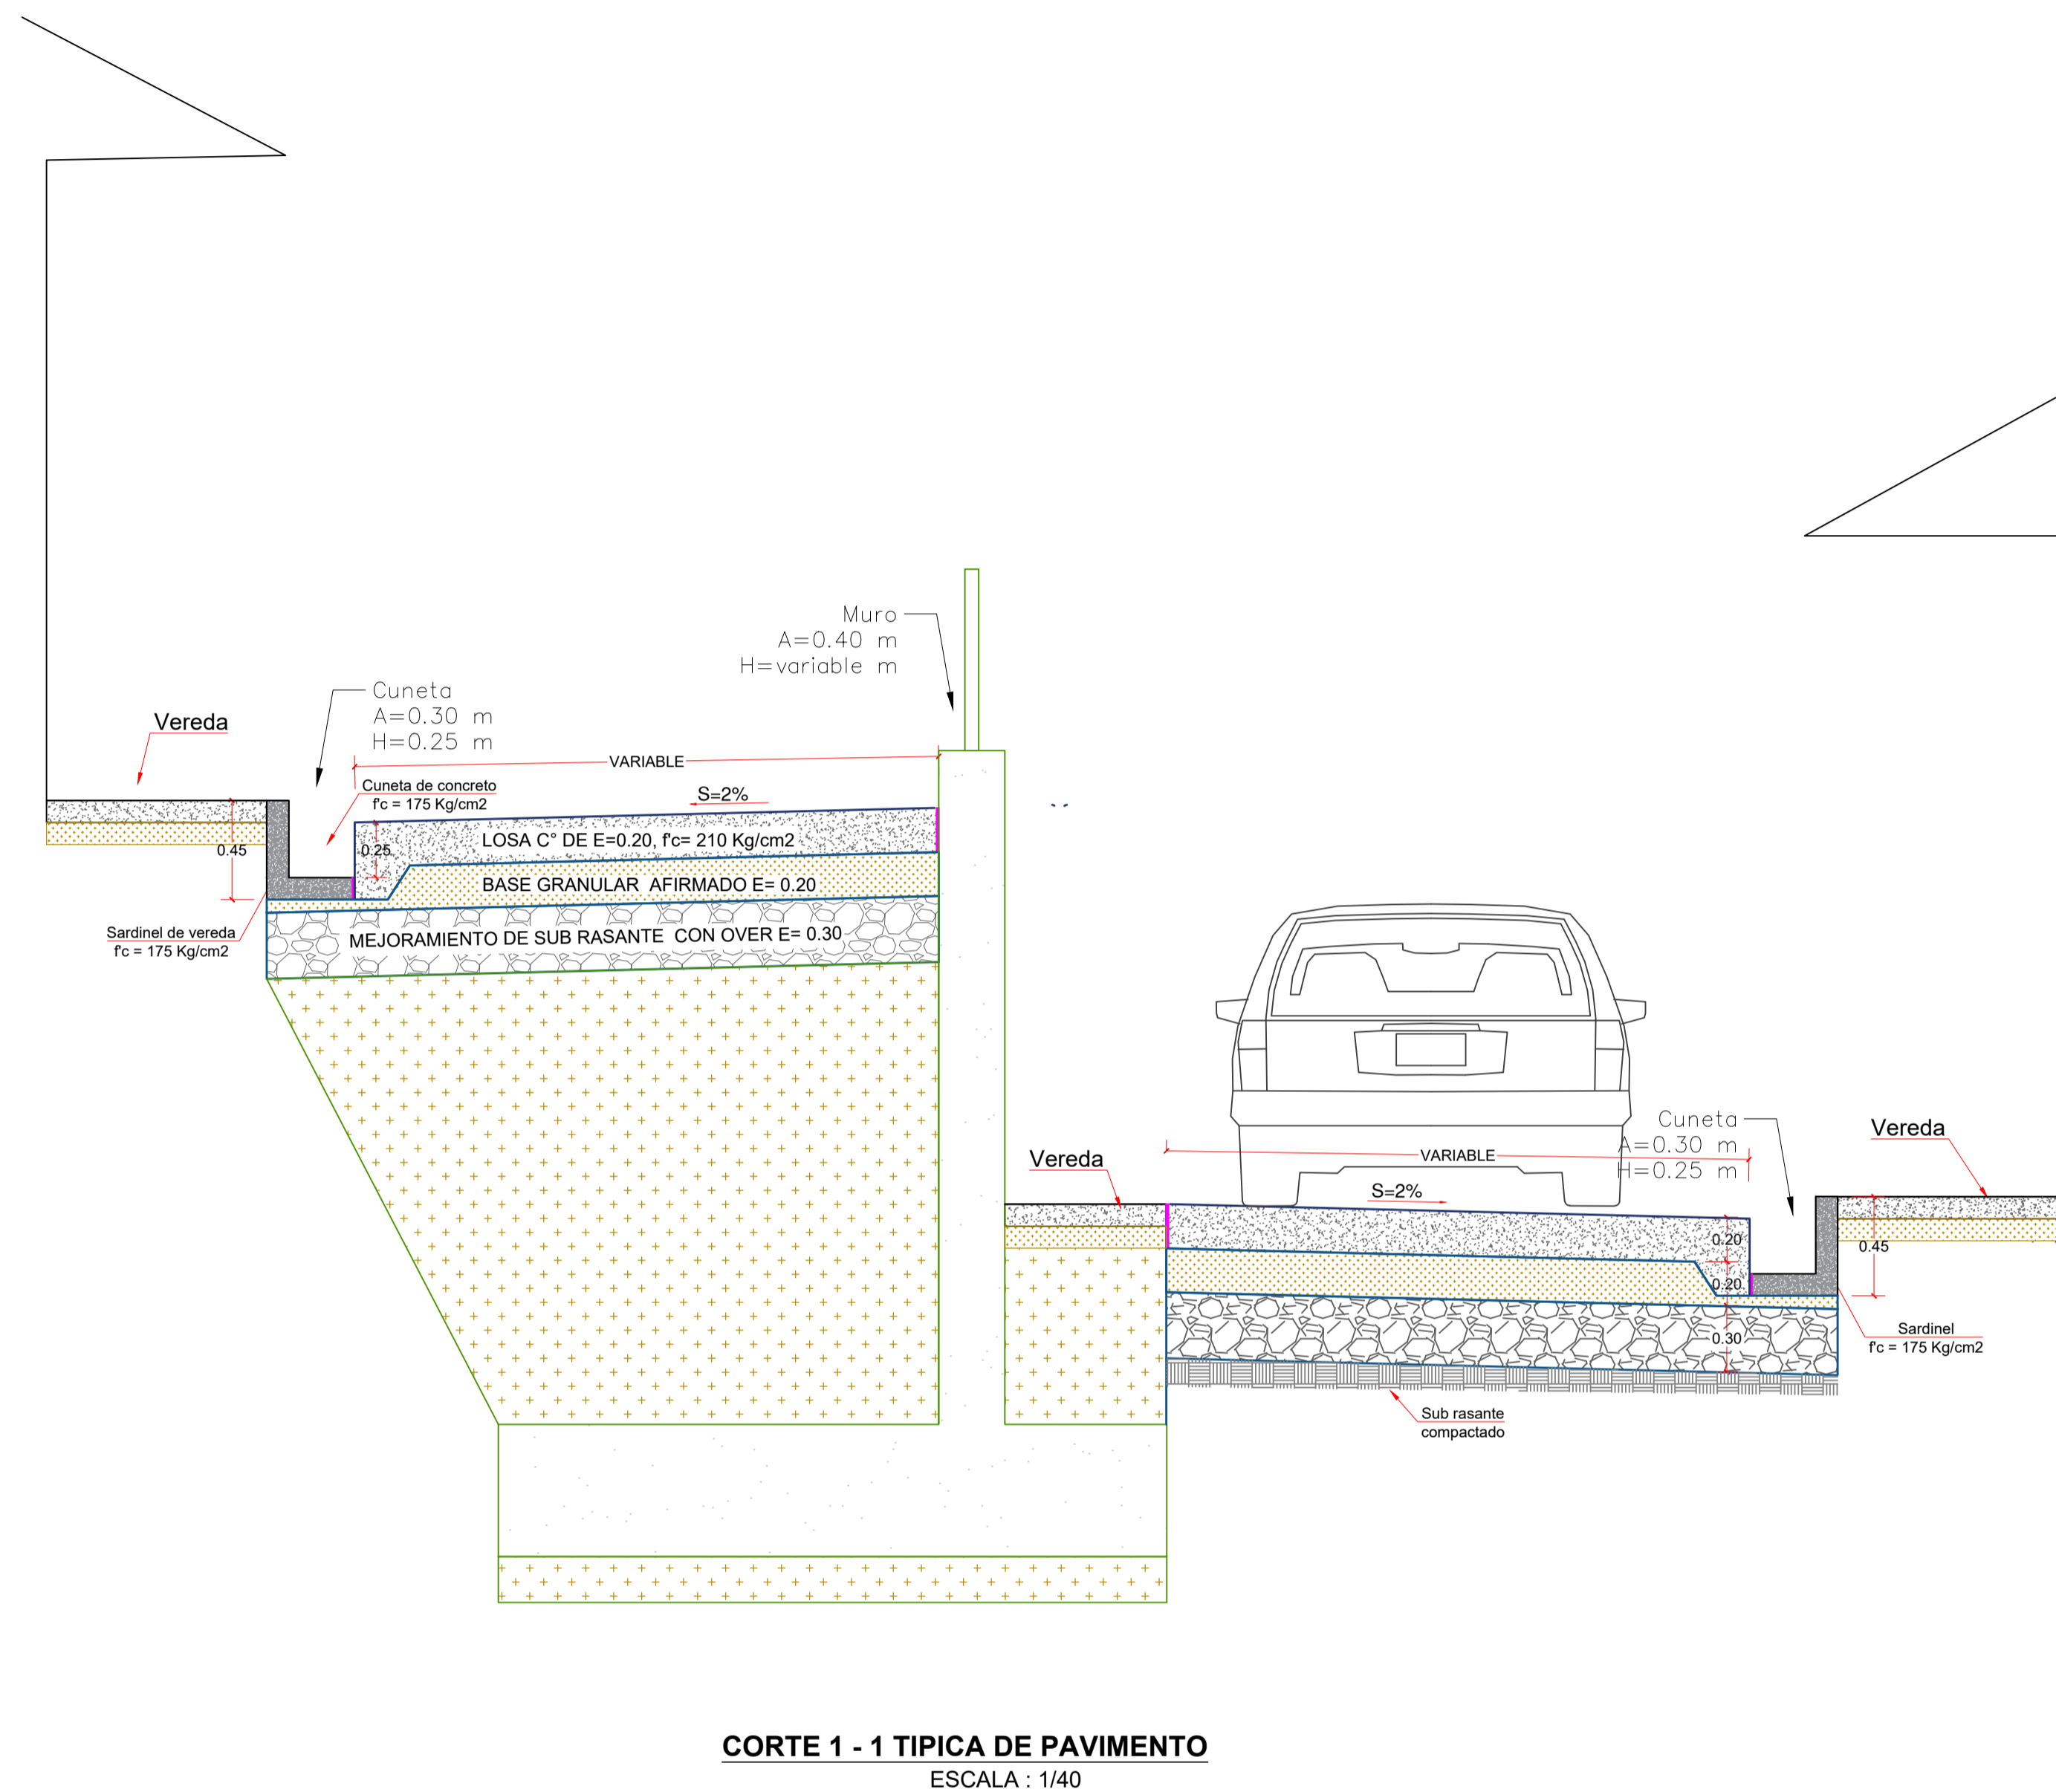 Muro
A=0.40 m
H=variable m
Cuneta
A=0.30 m
H=0.25 m
Vereda
VARIABLE
Cuneta de concreto
f'c = 175 Kg/cm2
S=2%
0.45
0.25
LOSA C° DE E=0.20, f'c= 210 Kg/cm2
BASE GRANULAR AFIRMADO E= 0.20
Sardinel de vereda
f'c = 175 Kg/cm2
MEJORAMIENTO DE SUB RASANTE CON OVER E= 0.30
Cuneta
A=0.30 m
H=0.25 m
Vereda
Vereda
VARIABLE
S=2%
0.20
0.20
0.30
0.45
Sardinel
f'c = 175 Kg/cm2
Sub rasante
compactado
CORTE 1 - 1 TIPICA DE PAVIMENTO
ESCALA : 1/40